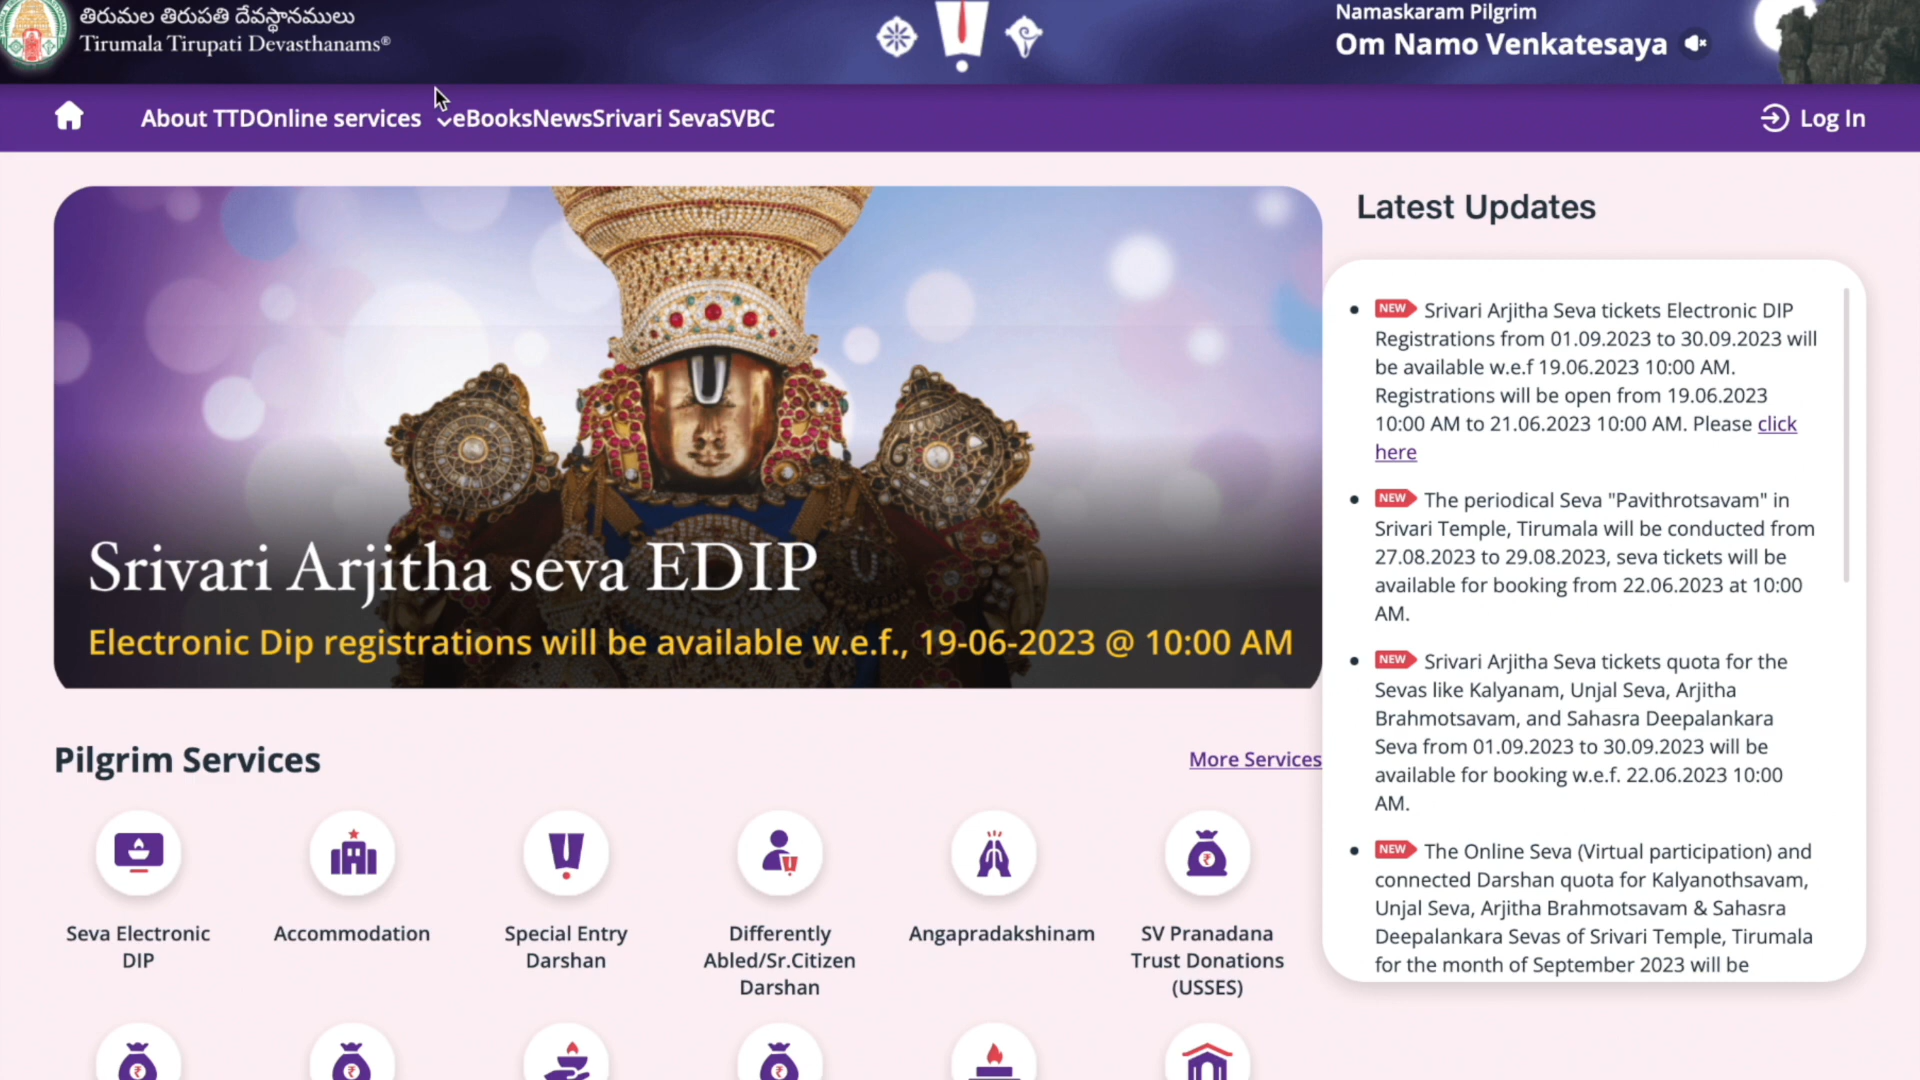 తిరుమల తిరుపతి దేవస్థానములు
Tirumala Tirupati Devasthanams®
Namaskaram Pilgrim
Om Namo Venkatesaya
About TTDOnline services eBooksNewsSrivari SevaSVBC
Log In
Srivari Arjitha seva EDIP
Electronic Dip registrations will be available w.e.f., 19-06-2023 @ 10:00 AM
Latest Updates
NEW Srivari Arjitha Seva tickets Electronic DIP
Registrations from 01.09.2023 to 30.09.2023 will
be available w.e.f 19.06.2023 10:00 AM.
Registrations will be open from 19.06.2023
10:00 AM to 21.06.2023 10:00 AM. Please click
here
NEW The periodical Seva "Pavithrotsavam" in
Srivari Temple, Tirumala will be conducted from
27.08.2023 to 29.08.2023, seva tickets will be
available for booking from 22.06.2023 at 10:00
AM.
NEW Srivari Arjitha Seva tickets quota for the
Sevas like Kalyanam, Unjal Seva, Arjitha
Brahmotsavam, and Sahasra Deepalankara
Seva from 01.09.2023 to 30.09.2023 will be
available for booking w.e.f. 22.06.2023 10:00
AM.
NEW The Online Seva (Virtual participation) and
connected Darshan quota for Kalyanothsavam,
Unjal Seva, Arjitha Brahmotsavam & Sahasra
Deepalankara Sevas of Srivari Temple, Tirumala
for the month of September 2023 will be
Pilgrim Services
More Services
Seva Electronic
DIP
Accommodation
Special Entry
Darshan
Differently
Abled/Sr.Citizen
Darshan
Angapradakshinam
SV Pranadana
Trust Donations
(USSES)